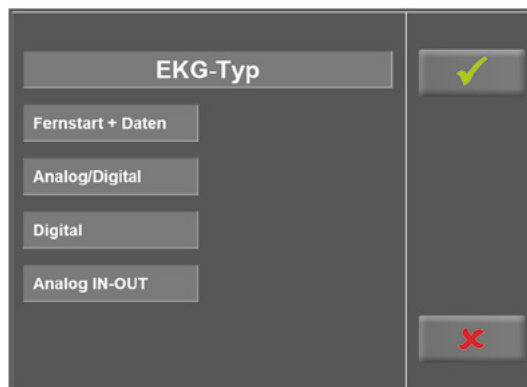 EKG-Typ
Fernstart + Daten
Analog/Digital
Digital
Analog IN-OUT